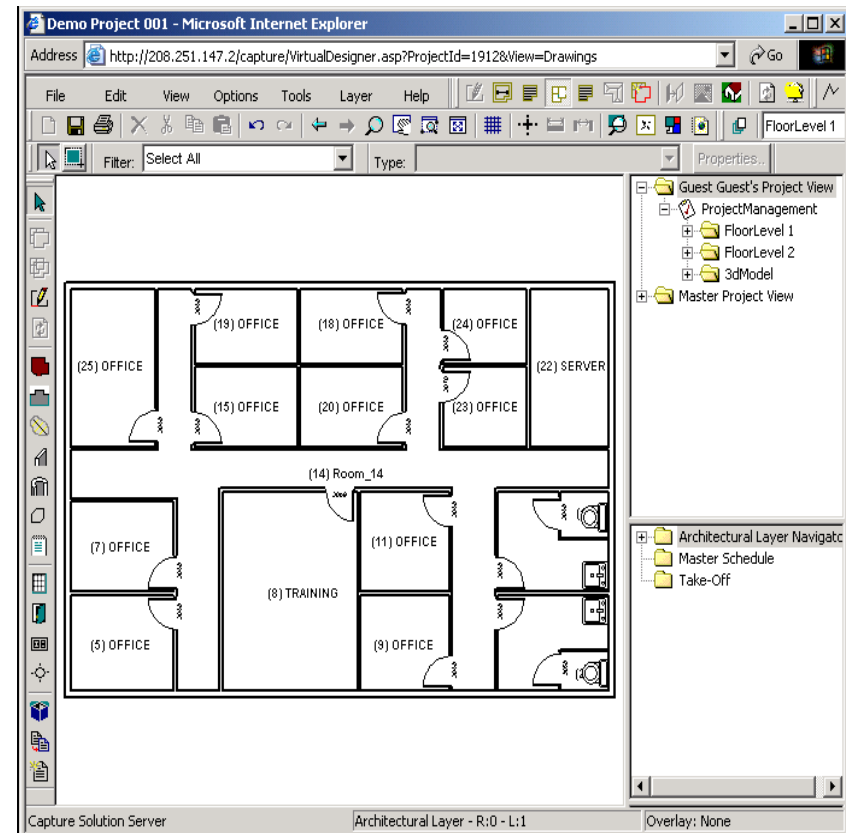 Demo Project 001 - Microsoft Internet Explorer
Address http://208.251.147.2/capture/VirtualDesigner.asp?ProjectId=1912&View=Drawings Go
File Edit View Options Tools Layer Help
FloorLevel 1
Filter: Select All Type: Properties..
Guest Guest's Project View
ProjectManagement
FloorLevel 1
FloorLevel 2
3dModel
Master Project View
(19) OFFICE (18) OFFICE (24) OFFICE
(25) OFFICE (22) SERVER
(15) OFFICE (20) OFFICE (23) OFFICE
(14) Room_14
(7) OFFICE (11) OFFICE
(8) TRAINING
(5) OFFICE (9) OFFICE
Architectural Layer Navigatc
Master Schedule
Take-Off
Capture Solution Server Architectural Layer - R:0 - L:1 Overlay: None